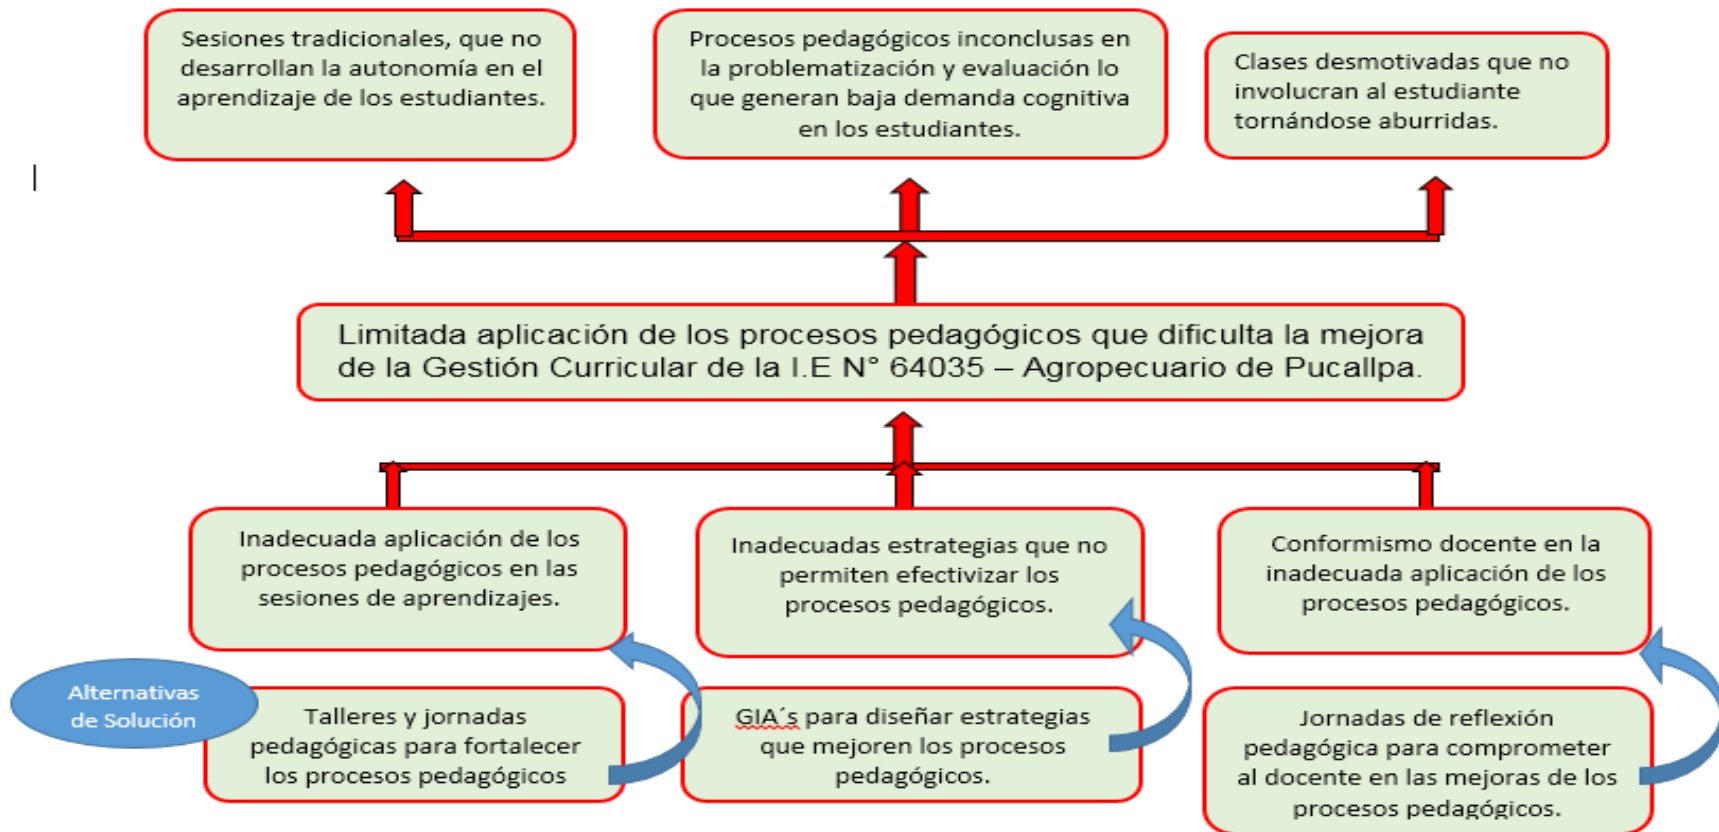 Sesiones tradicionales, que no
desarrollan la autonomía en el
aprendizaje de los estudiantes.
Procesos pedagógicos inconclusas en
la problematización y evaluación lo
que generan baja demanda cognitiva
en los estudiantes.
Clases desmotivadas que no
involucran al estudiante
tornándose aburridas.
Limitada aplicación de los procesos pedagógicos que dificulta la mejora
de la Gestión Curricular de la I.E N° 64035 – Agropecuario de Pucallpa.
Inadecuada aplicación de los
procesos pedagógicos en las
sesiones de aprendizajes.
Inadecuadas estrategias que no
permiten efectivizar los
procesos pedagógicos.
Conformismo docente en la
inadecuada aplicación de los
procesos pedagógicos.
Alternativas
de Solución
Talleres y jornadas
pedagógicas para fortalecer
los procesos pedagógicos
GIA´s para diseñar estrategias
que mejoren los procesos
pedagógicos.
Jornadas de reflexión
pedagógica para comprometer
al docente en las mejoras de los
procesos pedagógicos.